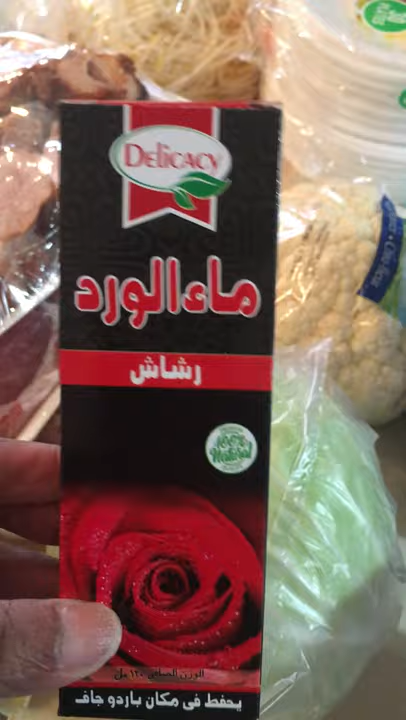 Delicacy
ماء الورد
رشاش
100%
Natural
الوزن الصافي ١٢٠ مل
يحفظ في مكان بارد و جاف